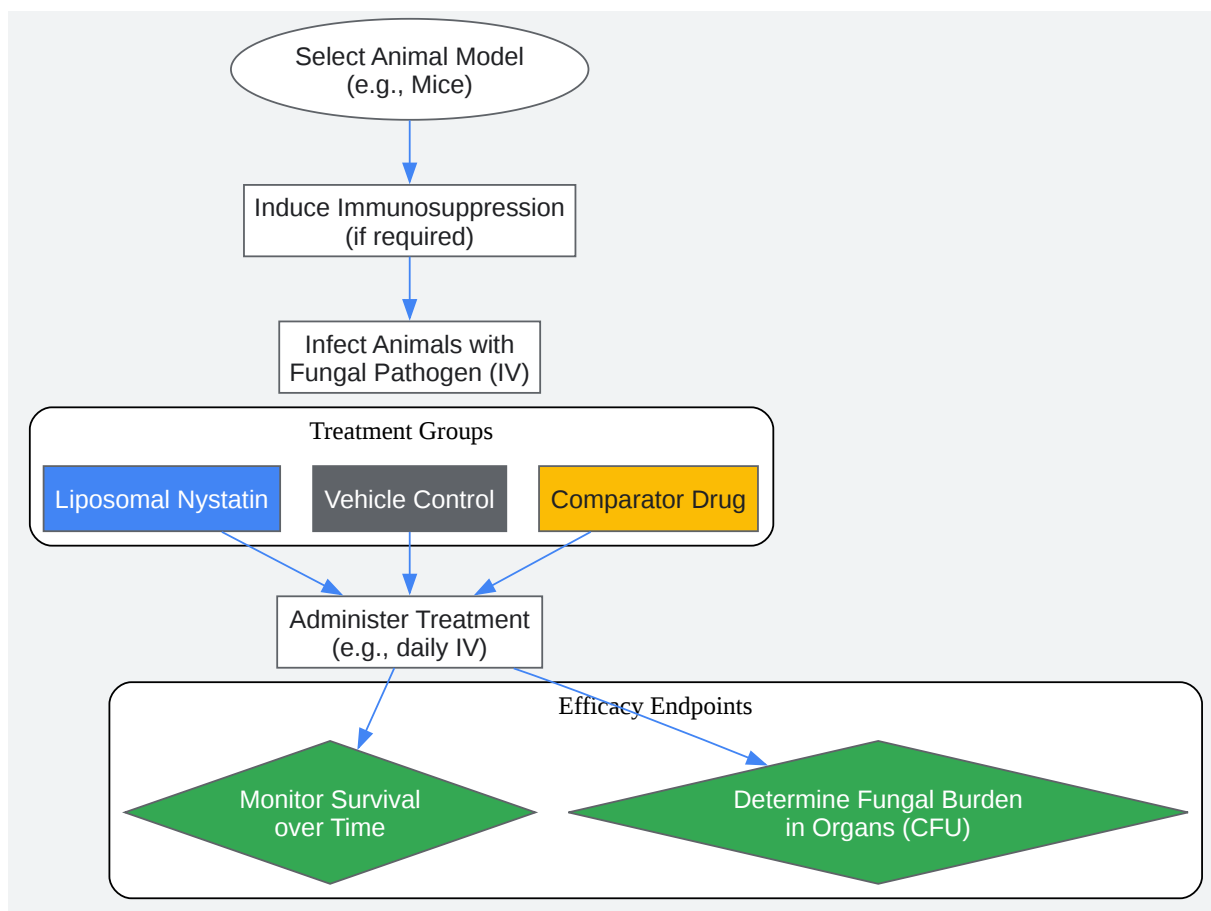 Select Animal Model
(e.g., Mice)
Induce Immunosuppression
(if required)
Infect Animals with
Fungal Pathogen (IV)
Treatment Groups
Liposomal Nystatin
Vehicle Control
Comparator Drug
Administer Treatment
(e.g., daily IV)
Efficacy Endpoints
Monitor Survival
over Time
Determine Fungal Burden
in Organs (CFU)